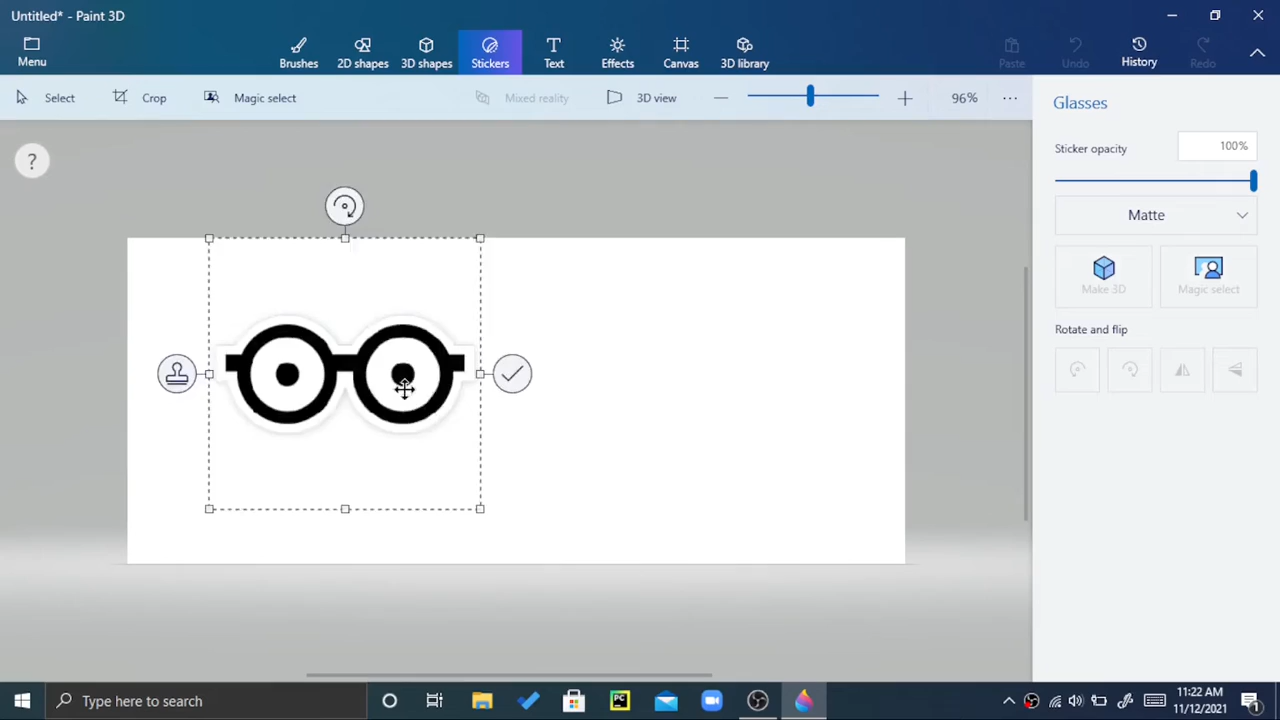 Untitled* - Paint 3D
Menu
Brushes
2D shapes
3D shapes
Stickers
Text
Effects
Canvas
3D library
Paste
Undo
History
Redo
Select
Crop
Magic select
Mixed reality
3D view
96%
Glasses
?
Sticker opacity
100%
Matte
Make 3D
Magic select
Rotate and flip
Type here to search
PC
11:22 AM
11/12/2021
1